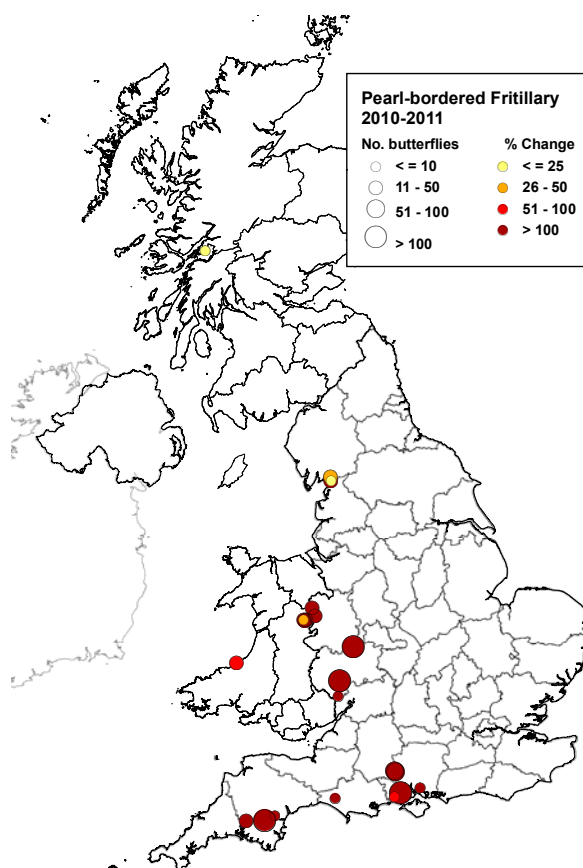 Pearl-bordered Fritillary
2010-2011
No. butterflies % Change
< = 10 < = 25
11 - 50 26 - 50
51 - 100 51 - 100
> 100 > 100